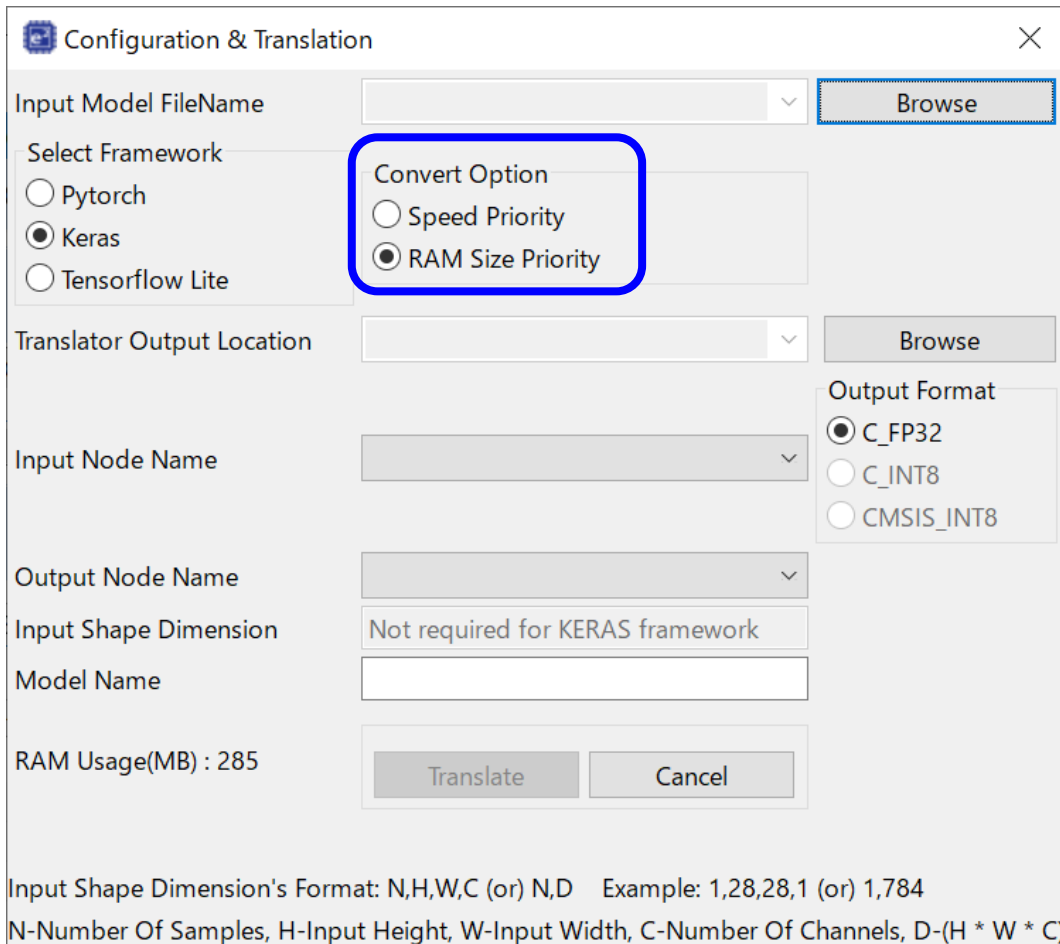 Configuration & Translation
Input Model FileName
Browse
Select Framework
Pytorch
Keras
Tensorflow Lite
Convert Option
Speed Priority
RAM Size Priority
Translator Output Location
Browse
Output Format
C_FP32
C_INT8
CMSIS_INT8
Input Node Name
Output Node Name
Input Shape Dimension
Not required for KERAS framework
Model Name
RAM Usage(MB) : 285
Translate
Cancel
Input Shape Dimension's Format: N,H,W,C (or) N,D Example: 1,28,28,1 (or) 1,784
N-Number Of Samples, H-Input Height, W-Input Width, C-Number Of Channels, D-(H * W * C)